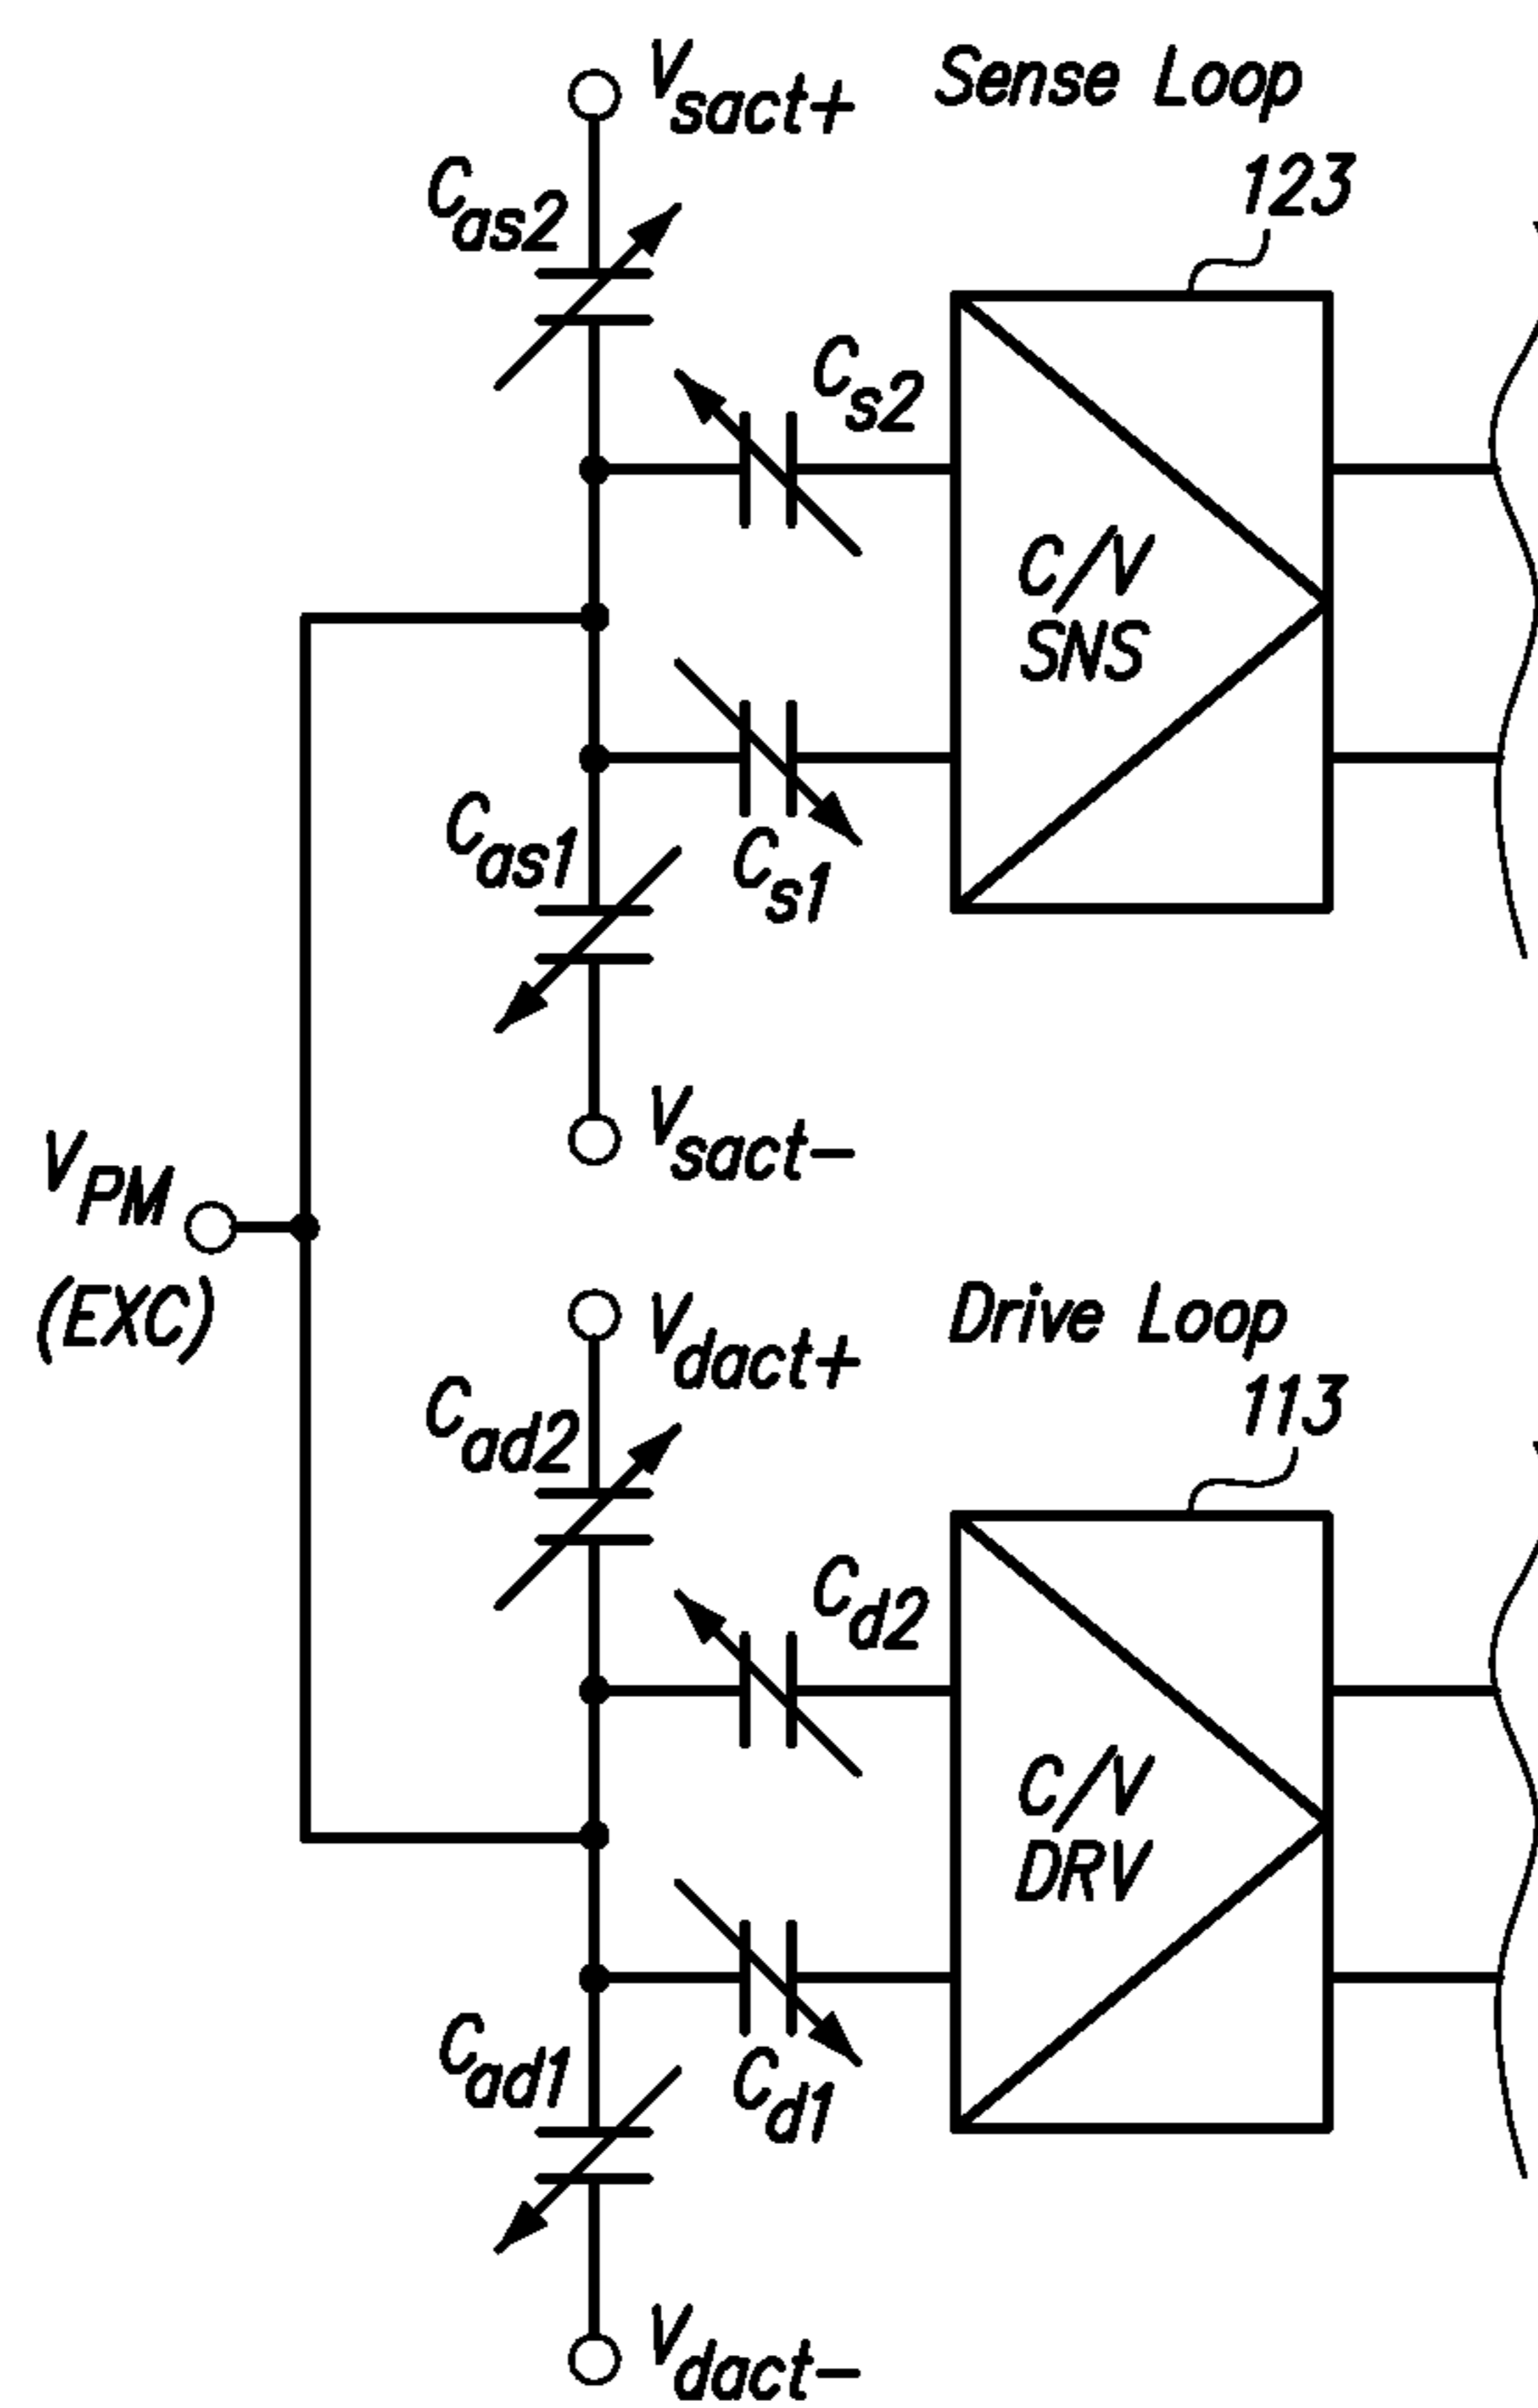 Vsact+
Sense Loop
123
Cas2
Cs2
C/V
SNS
Cas1
Cs1
Vsact-
VPM
(EXC)
Vdact+
Drive Loop
113
Cad2
Cd2
C/V
DRV
Cad1
Cd1
Vdact-